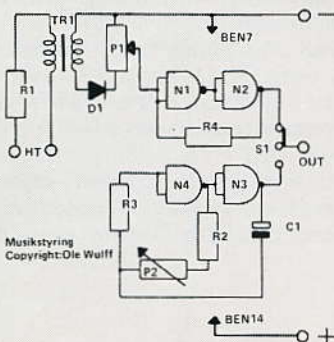 TR1
P1
BEN7
—
R1
D1
N1
N2
R4
S1
OUT
HT
R3
N4
N3
R2
C1
P2
Musikstyring
Copyright:Ole Wulff
BEN14
+